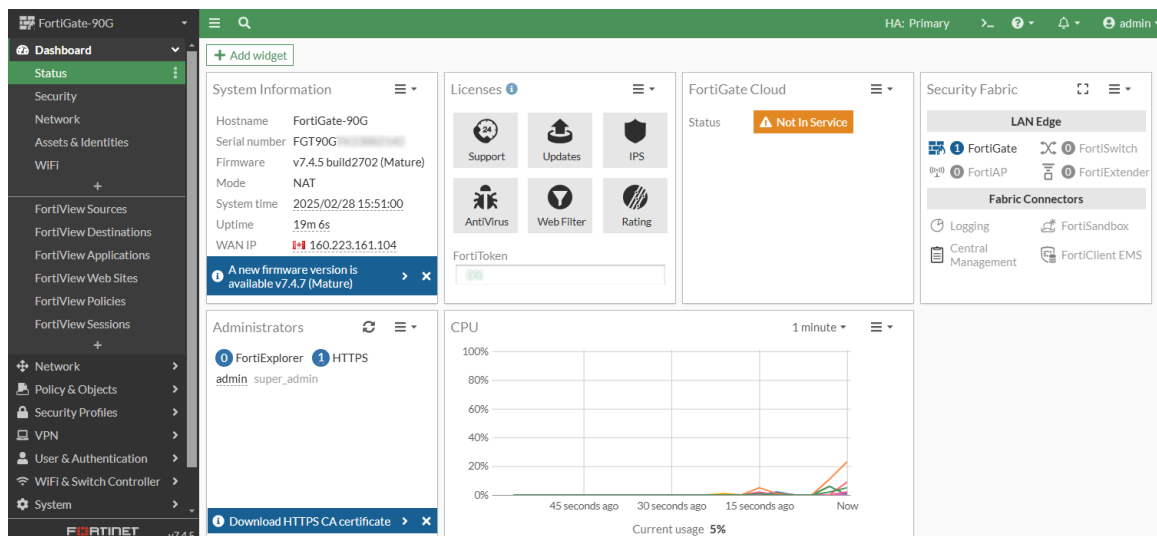 FortiGate-90G
HA: Primary
>_
admin
Dashboard
Status
Security
Network
Assets & Identities
WiFi
+
FortiView Sources
FortiView Destinations
FortiView Applications
FortiView Web Sites
FortiView Policies
FortiView Sessions
+
Network
Policy & Objects
Security Profiles
VPN
User & Authentication
WiFi & Switch Controller
System
FORTINET
v7.4.5
+ Add widget
System Information
Hostname FortiGate-90G
Serial number FGT90G
Firmware v7.4.5 build2702 (Mature)
Mode NAT
System time 2025/02/28 15:51:00
Uptime 19m 6s
WAN IP 160.223.161.104
A new firmware version is
available v7.4.7 (Mature)
Licenses
24
Support Updates IPS
AntiVirus Web Filter Rating
FortiToken
FortiGate Cloud
Status Not In Service
Security Fabric
LAN Edge
1 FortiGate 0 FortiSwitch
0 FortiAP 0 FortiExtender
Fabric Connectors
Logging FortiSandbox
Central
Management
FortiClient EMS
Administrators
0 FortiExplorer 1 HTTPS
admin super_admin
Download HTTPS CA certificate
CPU 1 minute
100%
80%
60%
40%
20%
0%
45 seconds ago 30 seconds ago 15 seconds ago Now
Current usage 5%